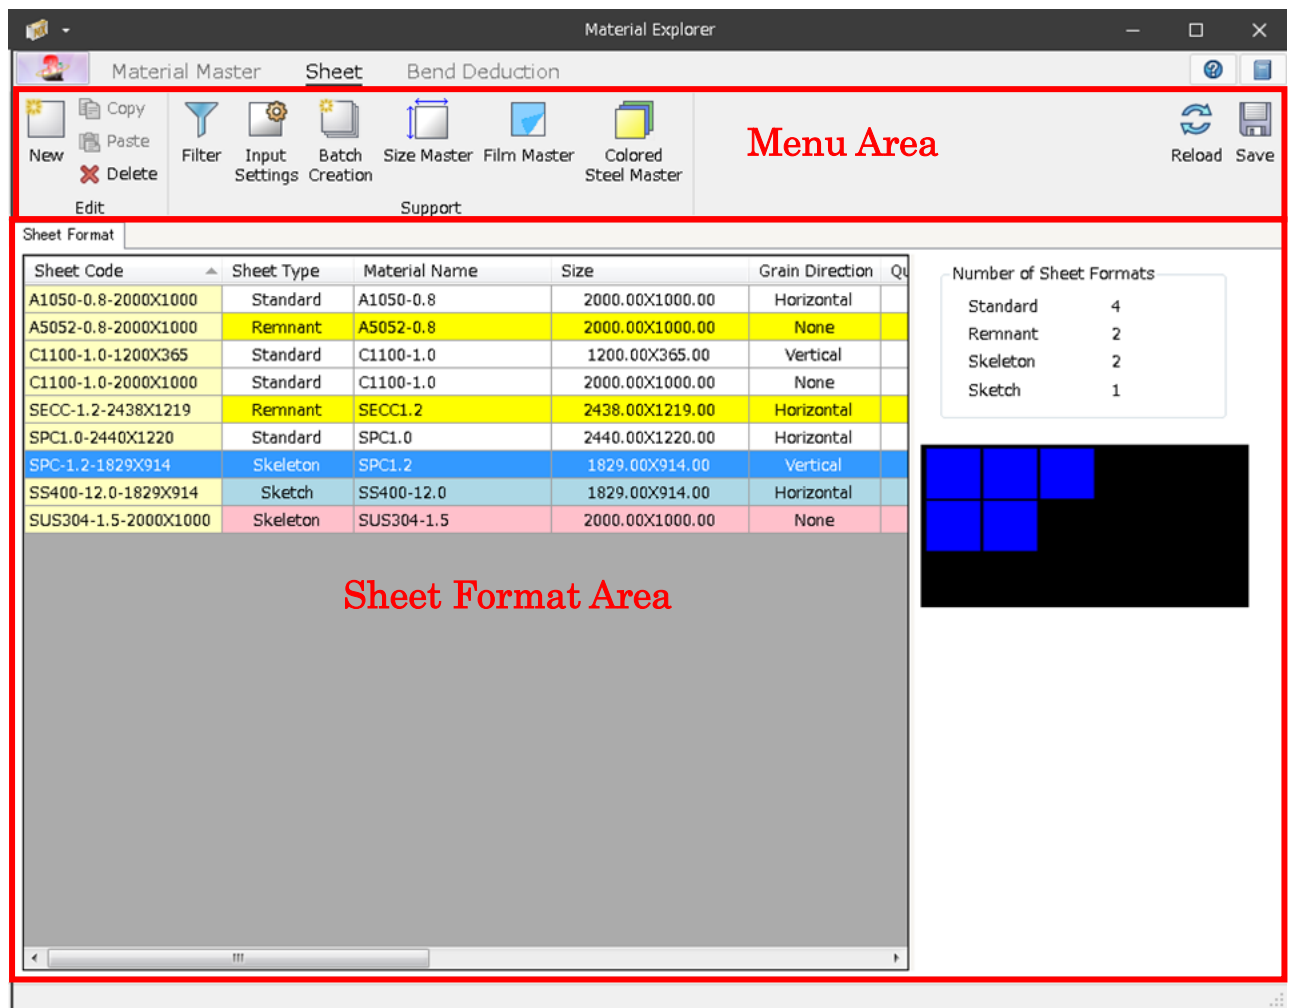 Material Explorer
Material Master Sheet Bend Deduction
New Copy Paste Delete
Edit
Filter Input Settings Batch Creation Size Master Film Master Colored Steel Master
Support
Menu Area
Reload Save
Sheet Format
Sheet Code Sheet Type Material Name Size Grain Direction Qu
A1050-0.8-2000X1000 Standard A1050-0.8 2000.00X1000.00 Horizontal
A5052-0.8-2000X1000 Remnant A5052-0.8 2000.00X1000.00 None
C1100-1.0-1200X365 Standard C1100-1.0 1200.00X365.00 Vertical
C1100-1.0-2000X1000 Standard C1100-1.0 2000.00X1000.00 None
SECC-1.2-2438X1219 Remnant SECC1.2 2438.00X1219.00 Horizontal
SPC1.0-2440X1220 Standard SPC1.0 2440.00X1220.00 Horizontal
SPC-1.2-1829X914 Skeleton SPC1.2 1829.00X914.00 Vertical
SS400-12.0-1829X914 Sketch SS400-12.0 1829.00X914.00 Horizontal
SUS304-1.5-2000X1000 Skeleton SUS304-1.5 2000.00X1000.00 None
Sheet Format Area
Number of Sheet Formats
Standard 4
Remnant 2
Skeleton 2
Sketch 1